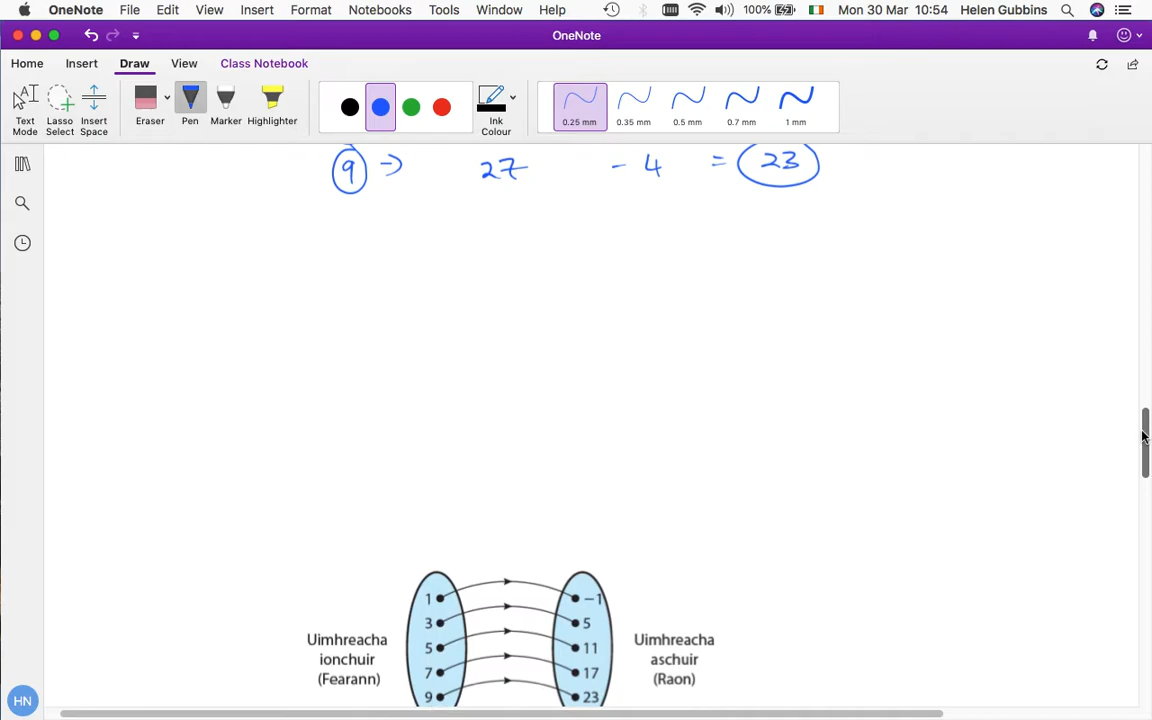 OneNote File Edit View Insert Format Notebooks Tools Window Help 100% Mon 30 Mar 10:54 Helen Gubbins
OneNote
Home Insert Draw View Class Notebook
Text Mode
Lasso Select
Insert Space
Eraser
Pen
Marker
Highlighter
Ink Colour
0.25 mm
0.35 mm
0.5 mm
0.7 mm
1 mm
9 → 27 - 4 = 23
1 -1
3 5
5 11
7 17
9 23
Uimhreacha
ionchuir
(Fearann)
Uimhreacha
aschuir
(Raon)
HN